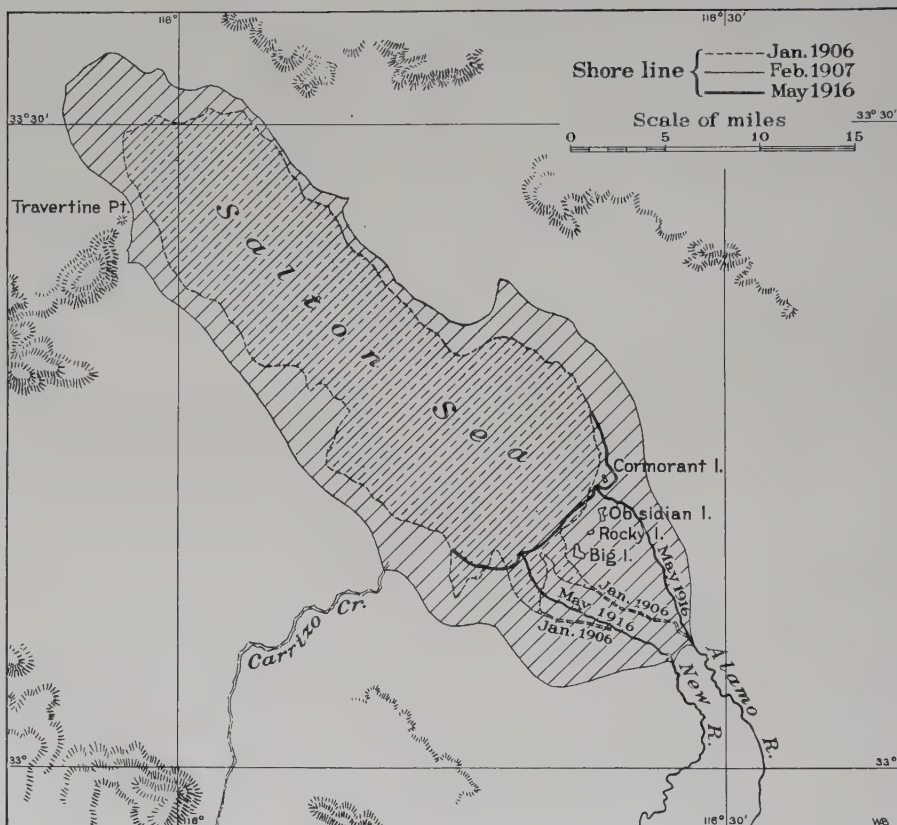 116°
116°30'
Shore line { Jan. 1906
Feb. 1907
May 1916
Scale of miles
0 5 10 15
33°30'
33°30'
Travertine Pt.
Salton Sea
Cormorant I.
Obsidian I.
Rocky I.
Big I.
May 1916
Jan. 1906
May 1916
Jan. 1906
Carrizo Cr.
Alamo R.
New R.
33°
33°
116°
116°30'
WB